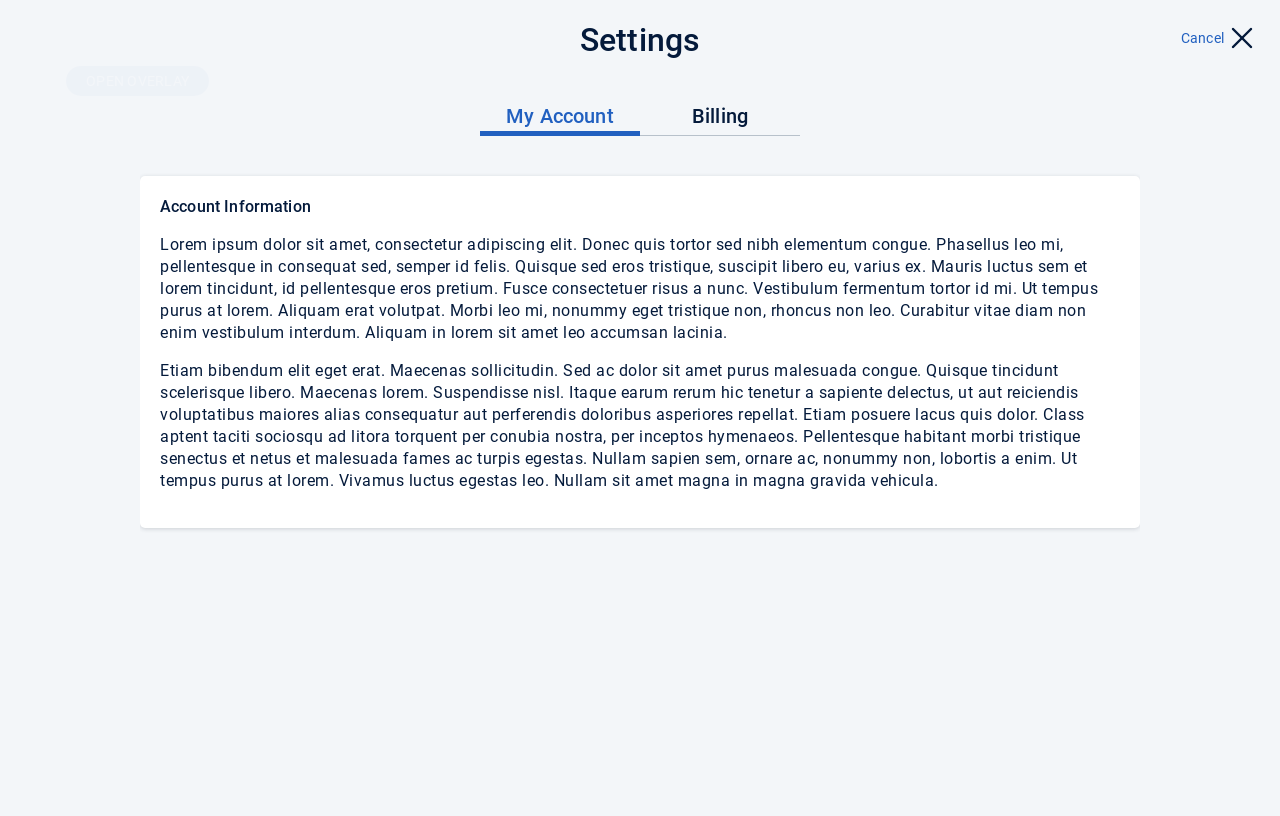 Settings
Cancel
OPEN OVERLAY
My Account
Billing
Account Information
Lorem ipsum dolor sit amet, consectetur adipiscing elit. Donec quis tortor sed nibh elementum congue. Phasellus leo mi,
pellentesque in consequat sed, semper id felis. Quisque sed eros tristique, suscipit libero eu, varius ex. Mauris luctus sem et
lorem tincidunt, id pellentesque eros pretium. Fusce consectetuer risus a nunc. Vestibulum fermentum tortor id mi. Ut tempus
purus at lorem. Aliquam erat volutpat. Morbi leo mi, nonummy eget tristique non, rhoncus non leo. Curabitur vitae diam non
enim vestibulum interdum. Aliquam in lorem sit amet leo accumsan lacinia.
Etiam bibendum elit eget erat. Maecenas sollicitudin. Sed ac dolor sit amet purus malesuada congue. Quisque tincidunt
scelerisque libero. Maecenas lorem. Suspendisse nisl. Itaque earum rerum hic tenetur a sapiente delectus, ut aut reiciendis
voluptatibus maiores alias consequatur aut perferendis doloribus asperiores repellat. Etiam posuere lacus quis dolor. Class
aptent taciti sociosqu ad litora torquent per conubia nostra, per inceptos hymenaeos. Pellentesque habitant morbi tristique
senectus et netus et malesuada fames ac turpis egestas. Nullam sapien sem, ornare ac, nonummy non, lobortis a enim. Ut
tempus purus at lorem. Vivamus luctus egestas leo. Nullam sit amet magna in magna gravida vehicula.